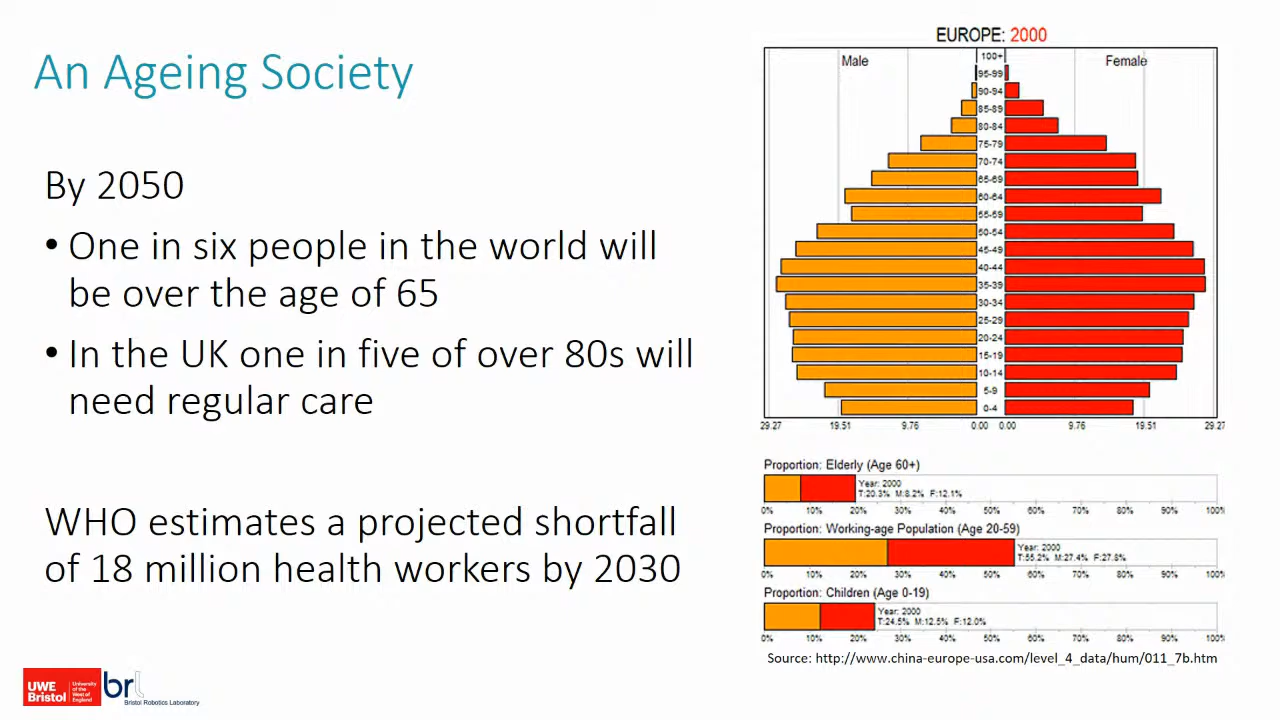 An Ageing Society
By 2050
• One in six people in the world will
be over the age of 65
• In the UK one in five of over 80s will
need regular care
WHO estimates a projected shortfall
of 18 million health workers by 2030
EUROPE: 2000
Male
Female
100+
95-99
90-94
85-89
80-84
75-79
70-74
65-69
60-64
55-59
50-54
45-49
40-44
35-39
30-34
25-29
20-24
15-19
10-14
5-9
0-4
29.27 19.51 9.76 0.00 0.00 9.76 19.51 29.27
Proportion: Elderly (Age 60+)
Year: 2000
T:20.3% M:8.2% F:12.1%
0% 10% 20% 30% 40% 50% 60% 70% 80% 90% 100%
Proportion: Working-age Population (Age 20-59)
Year: 2000
T:55.2% M:27.4% F:27.8%
0% 10% 20% 30% 40% 50% 60% 70% 80% 90% 100%
Proportion: Children (Age 0-19)
Year: 2000
T:24.5% M:12.5% F:12.0%
0% 10% 20% 30% 40% 50% 60% 70% 80% 90% 100%
Source: http://www.china-europe-usa.com/level_4_data/hum/011_7b.htm
UWE
Bristol
University
of the
West of
England
brl
Bristol Robotics Laboratory